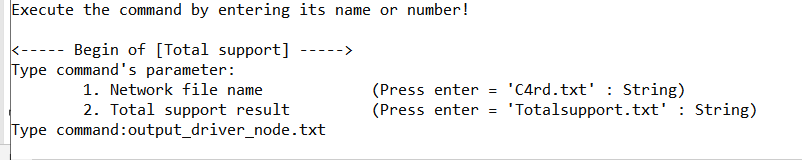 Execute the command by entering its name or number!
<----- Begin of [Total support] ----->
Type command's parameter:
1. Network file name (Press enter = 'C4rd.txt' : String)
2. Total support result (Press enter = 'Totalsupport.txt' : String)
Type command:output_driver_node.txt